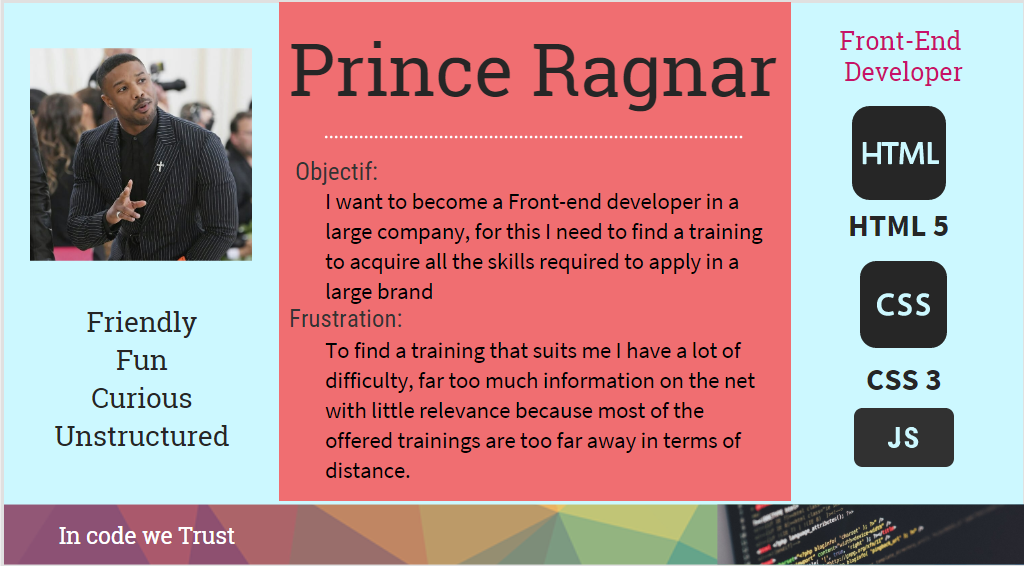 Prince Ragnar
Objectif:
I want to become a Front-end developer in a
large company, for this I need to find a training
to acquire all the skills required to apply in a
large brand
Frustration:
To find a training that suits me I have a lot of
difficulty, far too much information on the net
with little relevance because most of the
offered trainings are too far away in terms of
distance.
Friendly
Fun
Curious
Unstructured
Front-End
Developer
HTML
HTML 5
CSS
CSS 3
JS
In code we Trust